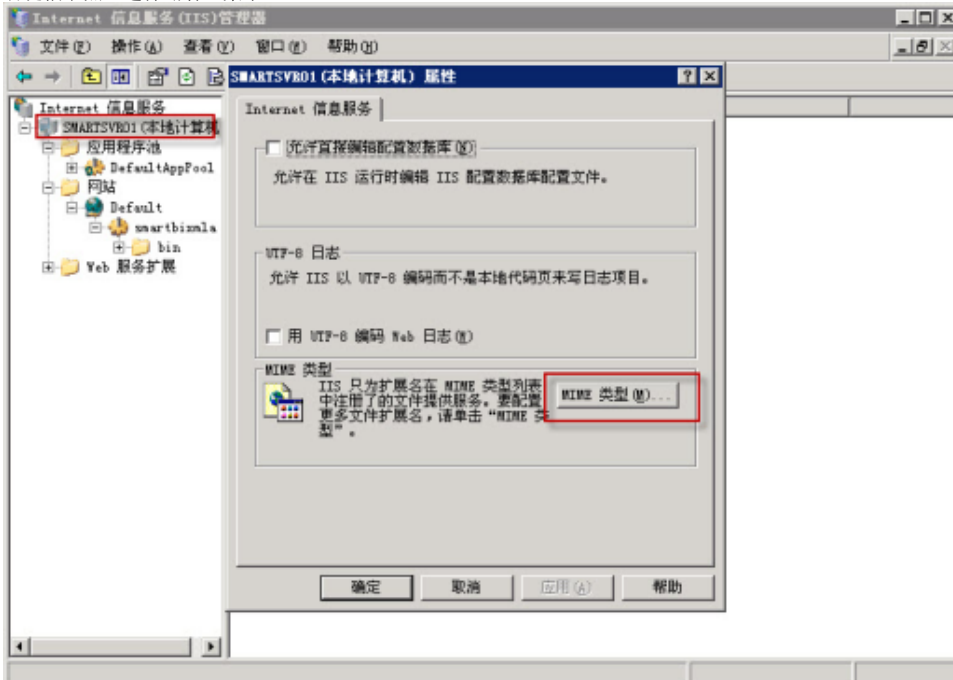 Internet 信息服务(IIS)管理器
文件(F) 操作(A) 查看(V) 窗口(W) 帮助(H)
SMARTSVR01(本地计算机) 属性
Internet 信息服务
SMARTSVR01(本地计算机
应用程序池
DefaultAppPool
网站
Default
smartbizmla
bin
Web 服务扩展
Internet 信息服务
允许直接编辑配置数据库(N)
允许在 IIS 运行时编辑 IIS 配置数据库配置文件。
UTF-8 日志
允许 IIS 以 UTF-8 编码而不是本地代码页来写日志项目。
用 UTF-8 编码 Web 日志(E)
MIME 类型
IIS 只为扩展名在 MIME 类型列表
中注册了的文件提供服务。要配置
更多文件扩展名，请单击“MIME 类
型”。
MIME 类型(M)...
确定 取消 应用(A) 帮助